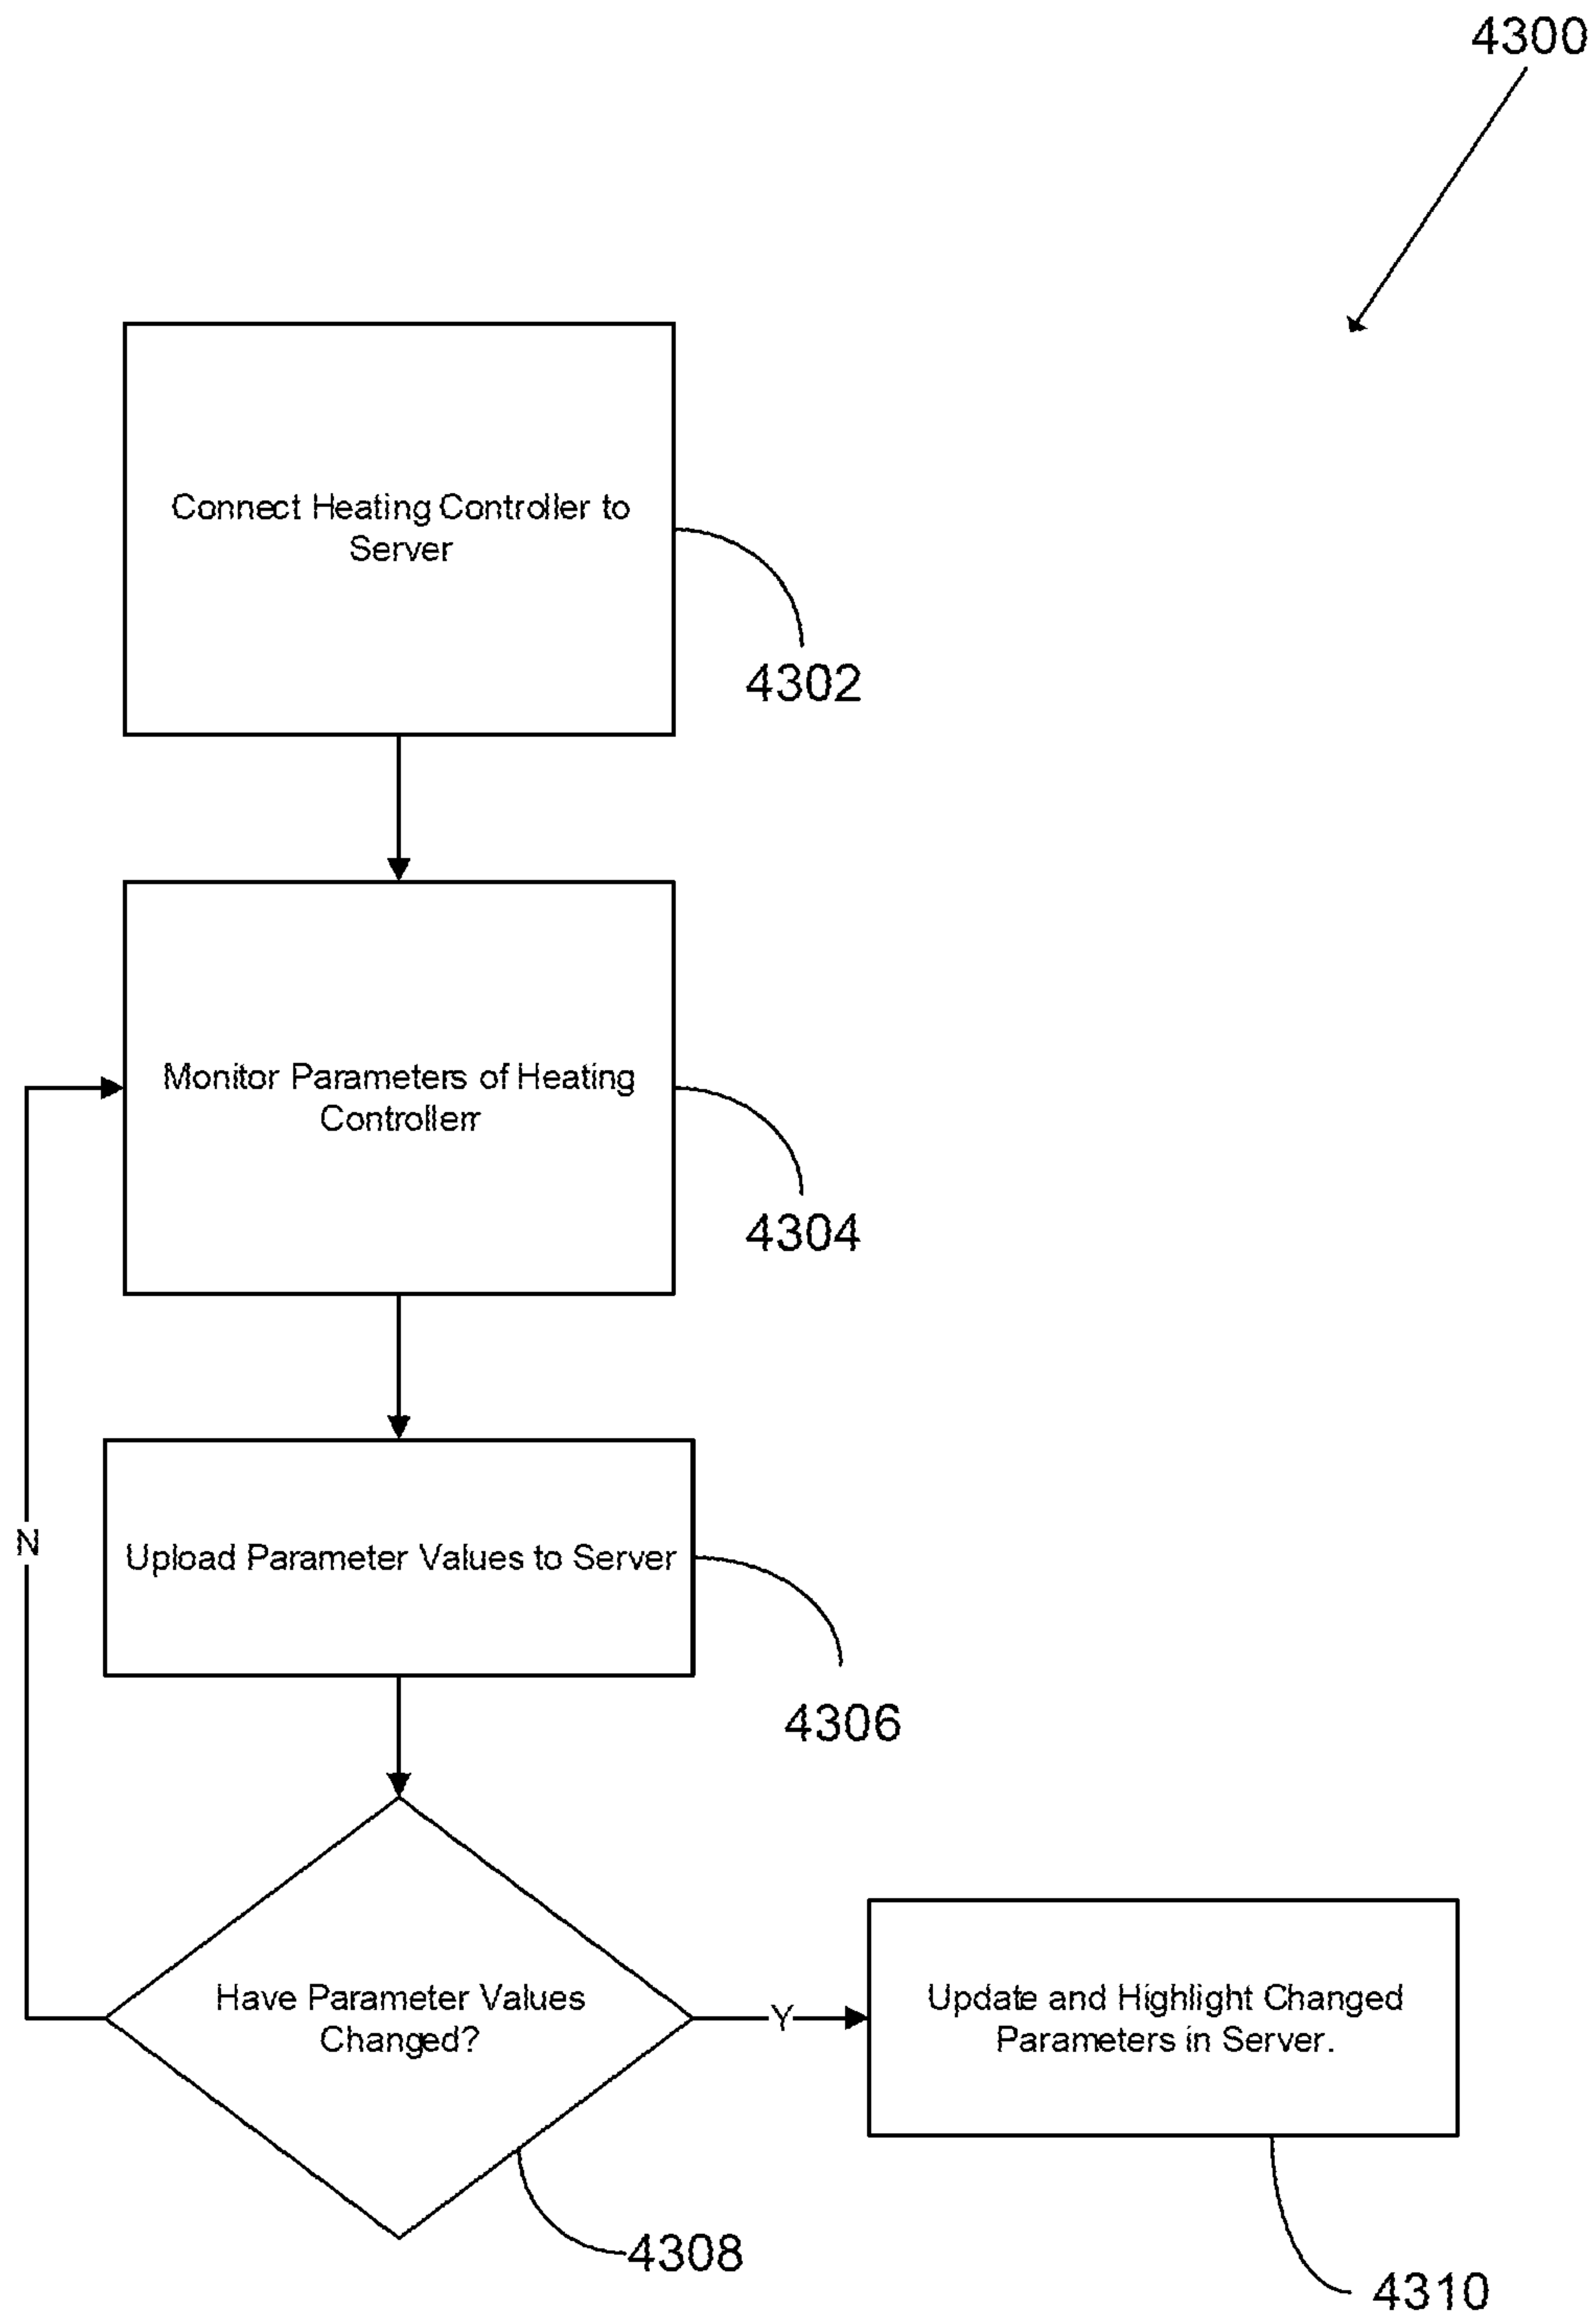 4300
Connect Heating Controller to
Server
4302
Monitor Parameters of Heating
Controllerr
4304
Upload Parameter Values to Server
4306
N
Have Parameter Values
Changed?
Y
Update and Highlight Changed
Parameters in Server.
4308
4310